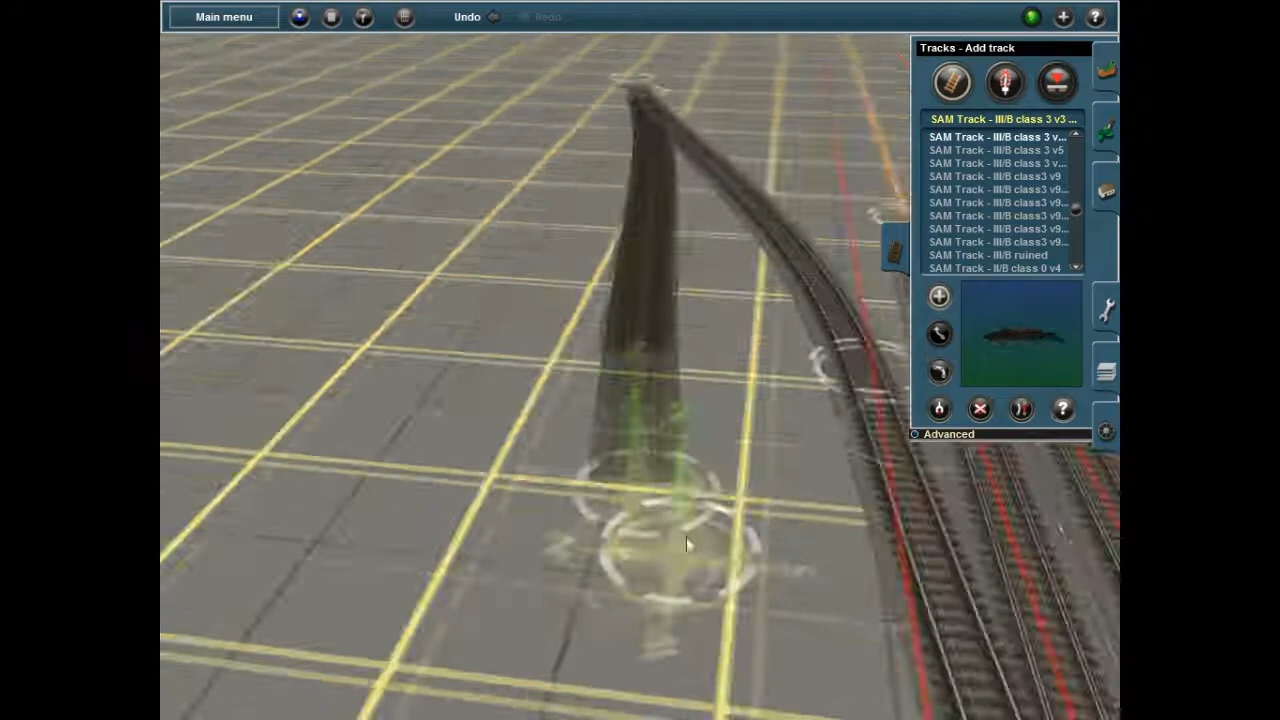 Main menu
Undo
Redo
Tracks - Add track
SAM Track - III/B class 3 v3 ...
SAM Track - III/B class 3 v...
SAM Track - III/B class 3 v5
SAM Track - III/B class 3 v...
SAM Track - III/B class3 v9
SAM Track - III/B class3 v9...
SAM Track - III/B class3 v9...
SAM Track - III/B class3 v9...
SAM Track - III/B class3 v9...
SAM Track - III/B class3 v9...
SAM Track - III/B ruined
SAM Track - II/B class 0 v4
Advanced